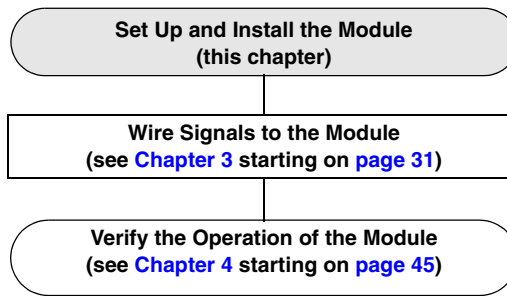 Set Up and Install the Module
(this chapter)
Wire Signals to the Module
(see Chapter 3 starting on page 31)
Verify the Operation of the Module
(see Chapter 4 starting on page 45)